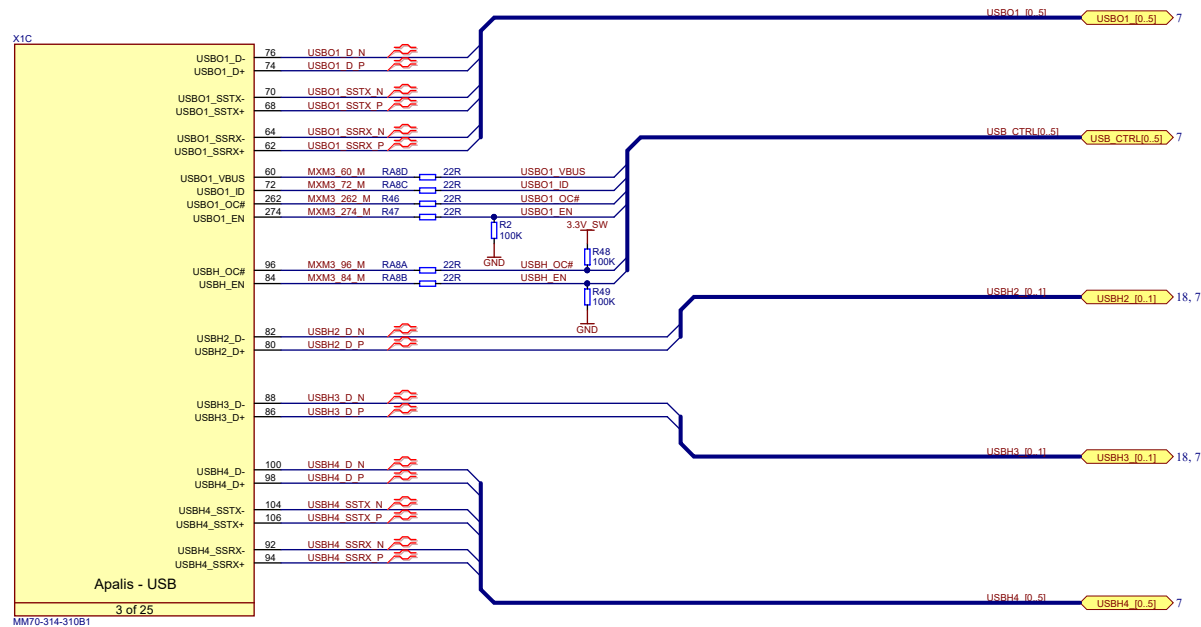 USBO1_[0..5] USBO1_[0..5] 7
X1C
USBO1_D- 76 USBO1_D_N
USBO1_D+ 74 USBO1_D_P
USBO1_SSTX- 70 USBO1_SSTX_N
USBO1_SSTX+ 68 USBO1_SSTX_P
USBO1_SSRX- 64 USBO1_SSRX_N
USB_CTRL[0..5] USB_CTRL[0..5] 7
USBO1_SSRX+ 62 USBO1_SSRX_P
USBO1_VBUS 60 MXM3_60_M RA8D 22R USBO1_VBUS
USBO1_ID 72 MXM3_72_M RA8C 22R USBO1_ID
USBO1_OC# 262 MXM3_262_M R46 22R USBO1_OC#
USBO1_EN 274 MXM3_274_M R47 22R USBO1_EN
R2 3.3V_SW
100K
GND
R48
100K
USBH_OC# 96 MXM3_96_M RA8A 22R USBH_OC#
USBH_EN 84 MXM3_84_M RA8B 22R USBH_EN
R49
100K
GND
USBH2_[0..1] USBH2_[0..1] 18, 7
USBH2_D- 82 USBH2_D_N
USBH2_D+ 80 USBH2_D_P
USBH3_D- 88 USBH3_D_N
USBH3_D+ 86 USBH3_D_P
USBH3_[0..1] USBH3_[0..1] 18, 7
USBH4_D- 100 USBH4_D_N
USBH4_D+ 98 USBH4_D_P
USBH4_SSTX- 104 USBH4_SSTX_N
USBH4_SSTX+ 106 USBH4_SSTX_P
USBH4_SSRX- 92 USBH4_SSRX_N
USBH4_SSRX+ 94 USBH4_SSRX_P
Apalis - USB
USBH4_[0..5] USBH4_[0..5] 7
3 of 25
MM70-314-310B1